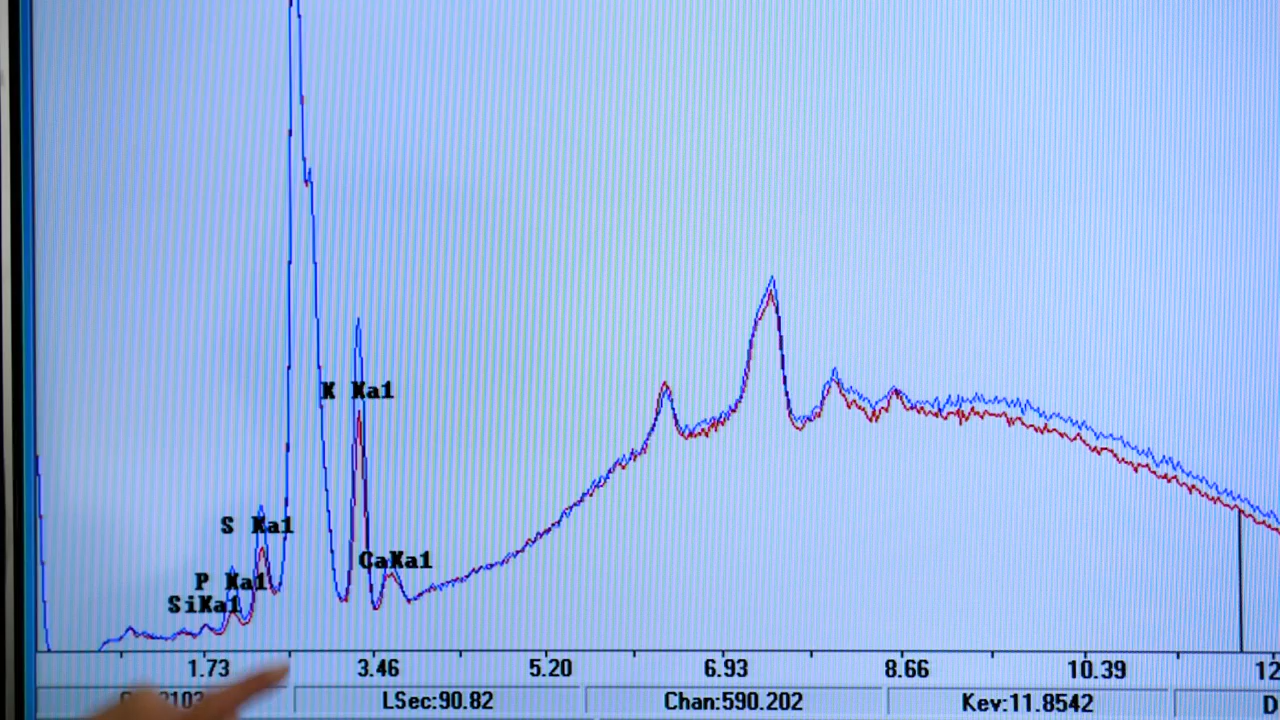 K Ka1
S Ka1
CaKa1
P Ka1
SiKa1
1.73 3.46 5.20 6.93 8.66 10.39 12
LSec:90.82 Chan:590.202 Kev:11.8542 D